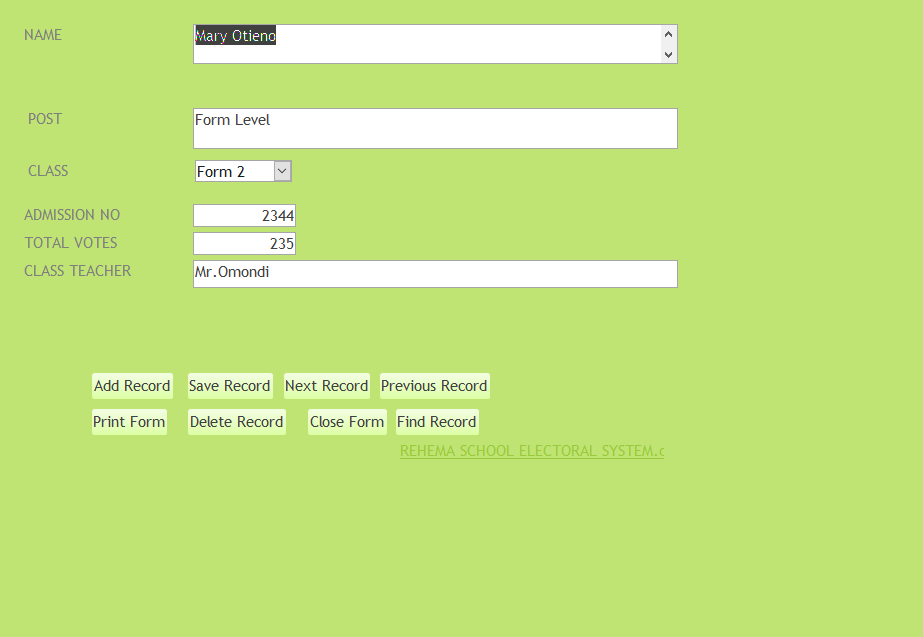 NAME Mary Otieno
POST Form Level
CLASS Form 2
ADMISSION NO 2344
TOTAL VOTES 235
CLASS TEACHER Mr.Omondi
Add Record Save Record Next Record Previous Record
Print Form Delete Record Close Form Find Record
REHEMA SCHOOL ELECTORAL SYSTEM.c